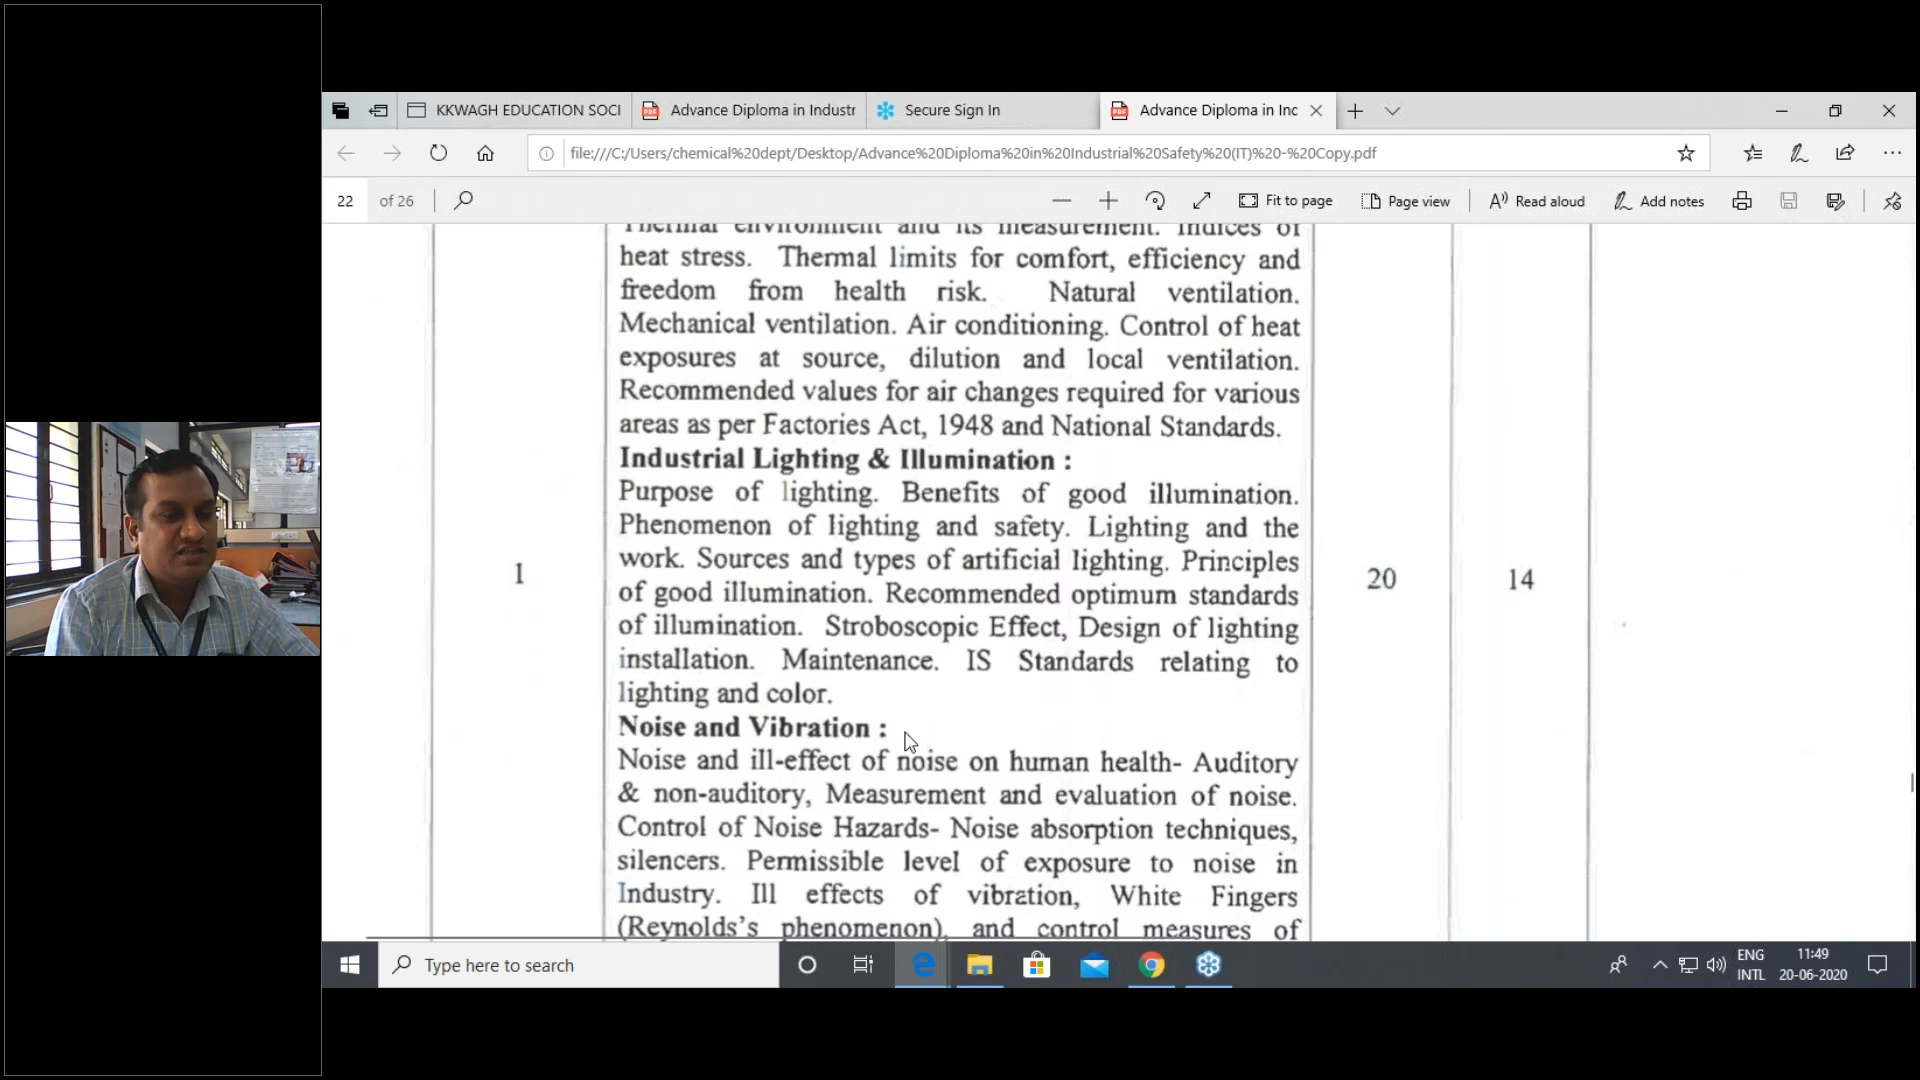 KKWAGH EDUCATION SOCI
Advance Diploma in Industr
Secure Sign In
Advance Diploma in Inc
file:///C:/Users/chemical%20dept/Desktop/Advance%20Diploma%20in%20Industrial%20Safety%20(IT)%20-%20Copy.pdf
22 of 26
Fit to page
Page view
Read aloud
Add notes
Thermal environment and its measurement. Indices of
heat stress. Thermal limits for comfort, efficiency and
freedom from health risk. Natural ventilation.
Mechanical ventilation. Air conditioning. Control of heat
exposures at source, dilution and local ventilation.
Recommended values for air changes required for various
areas as per Factories Act, 1948 and National Standards.
Industrial Lighting & Illumination :
Purpose of lighting. Benefits of good illumination.
Phenomenon of lighting and safety. Lighting and the
work. Sources and types of artificial lighting. Principles
of good illumination. Recommended optimum standards
of illumination. Stroboscopic Effect, Design of lighting
installation. Maintenance. IS Standards relating to
lighting and color.
Noise and Vibration :
Noise and ill-effect of noise on human health- Auditory
& non-auditory, Measurement and evaluation of noise.
Control of Noise Hazards- Noise absorption techniques,
silencers. Permissible level of exposure to noise in
Industry. Ill effects of vibration, White Fingers
(Reynolds's phenomenon), and control measures of
1
20
14
Type here to search
ENG
INTL
11:49
20-06-2020